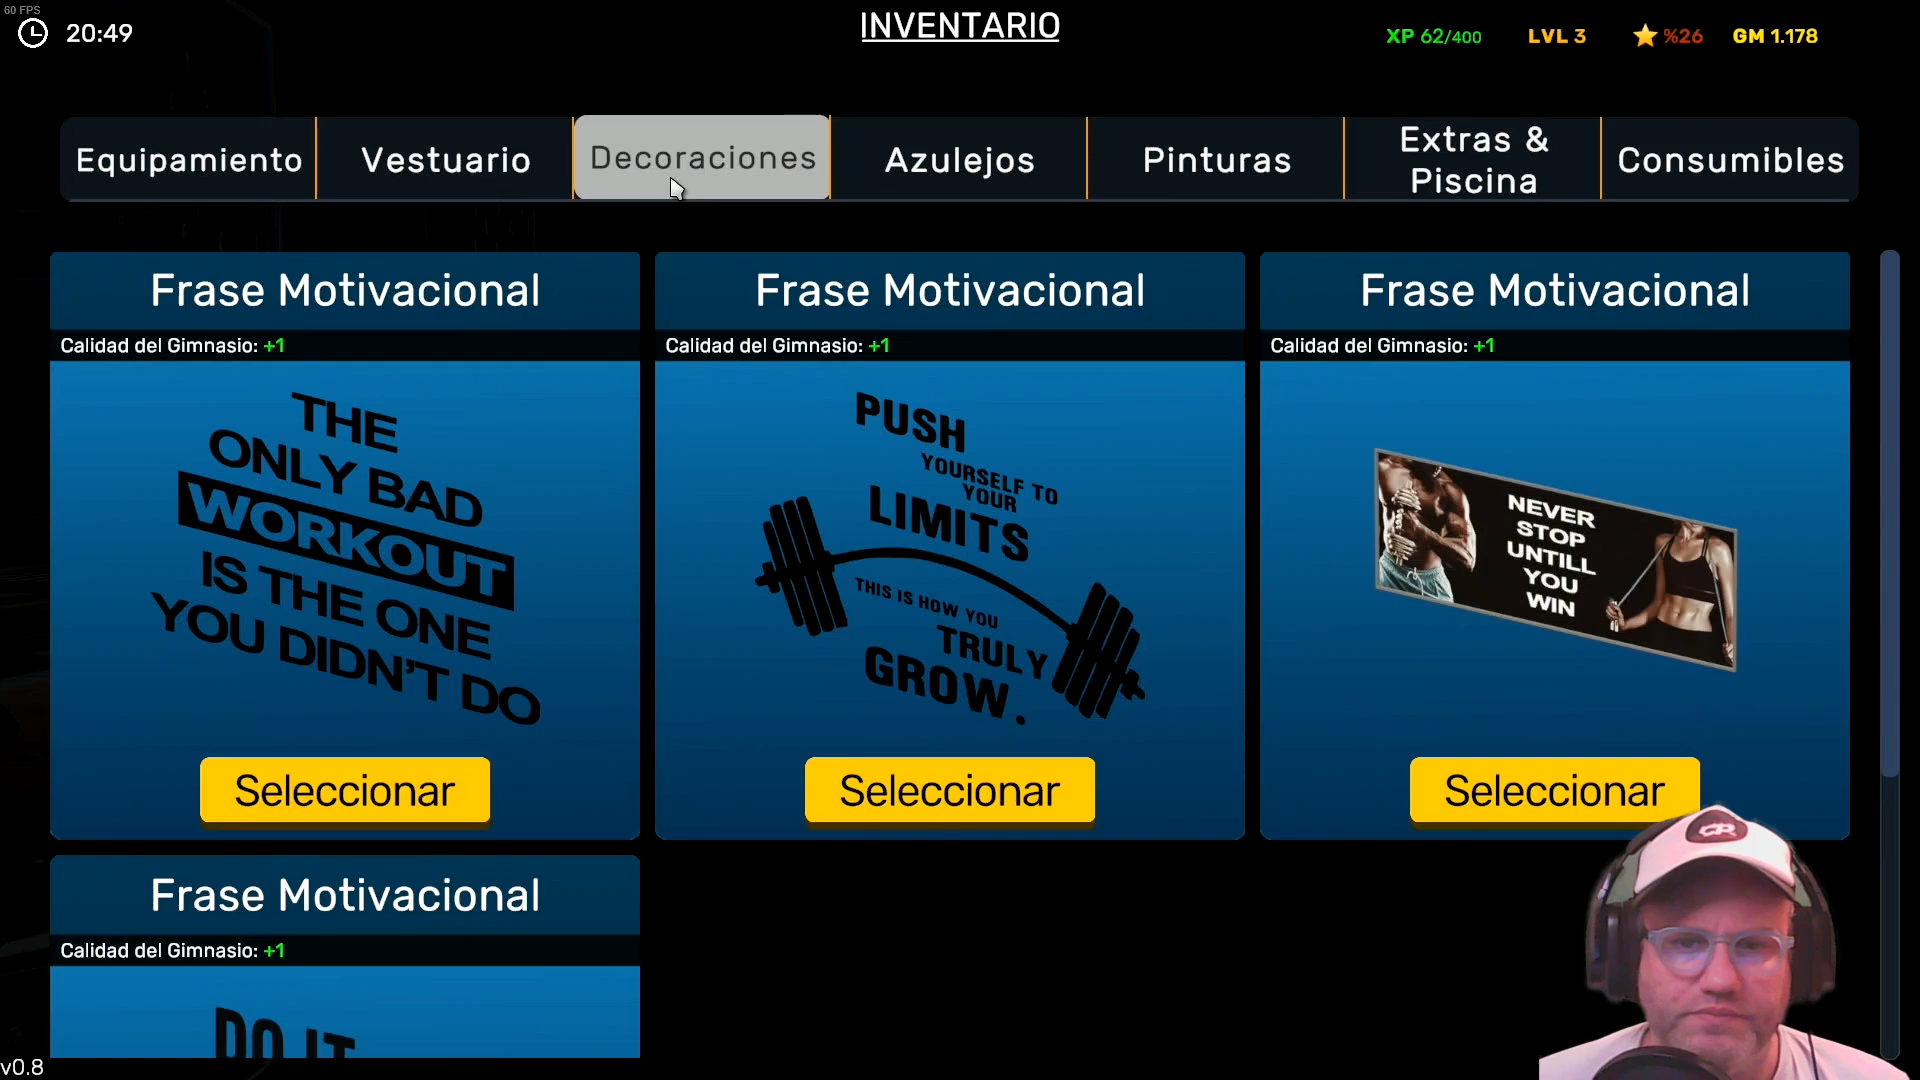 60 FPS
20:49
INVENTARIO
XP 62/400
LVL 3
%26
GM 1.178
Equipamiento
Vestuario
Decoraciones
Azulejos
Pinturas
Extras &
Piscina
Consumibles
Frase Motivacional
Calidad del Gimnasio: +1
THE
ONLY BAD
WORKOUT
IS THE ONE
YOU DIDN'T DO
Seleccionar
Frase Motivacional
Calidad del Gimnasio: +1
PUSH
YOURSELF TO
YOUR
LIMITS
THIS IS HOW YOU
TRULY
GROW.
Seleccionar
Frase Motivacional
Calidad del Gimnasio: +1
NEVER
STOP
UNTILL
YOU
WIN
Seleccionar
Frase Motivacional
Calidad del Gimnasio: +1
DO IT
v0.8